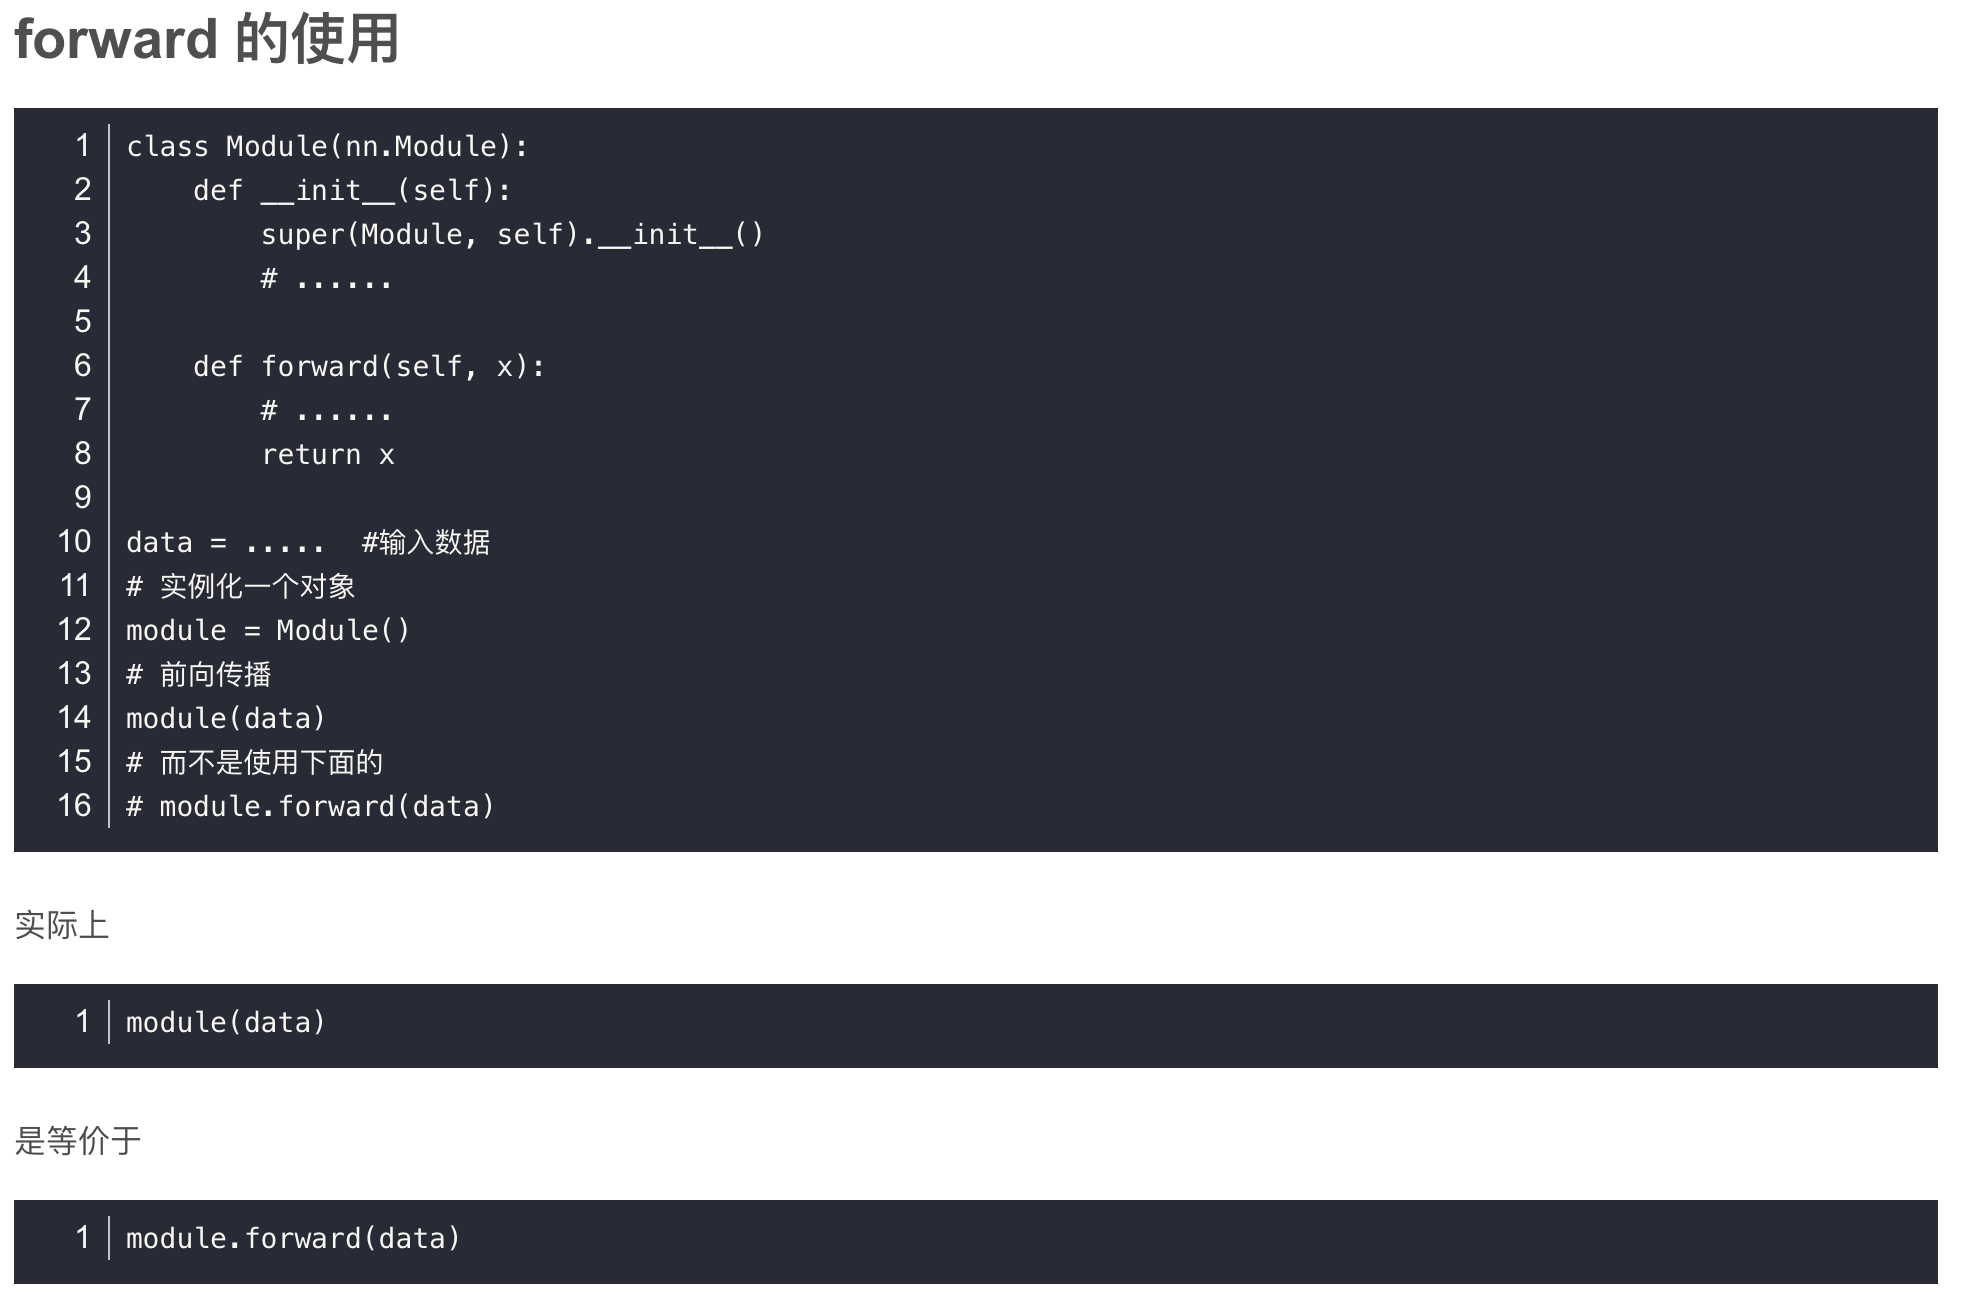 forward 的使用
1 class Module(nn.Module):
2     def __init__(self):
3         super(Module, self).__init__()
4         # ......
5
6     def forward(self, x):
7         # ......
8         return x
9
10 data = .....  #输入数据
11 # 实例化一个对象
12 module = Module()
13 # 前向传播
14 module(data)
15 # 而不是使用下面的
16 # module.forward(data)
实际上
1 module(data)
是等价于
1 module.forward(data)